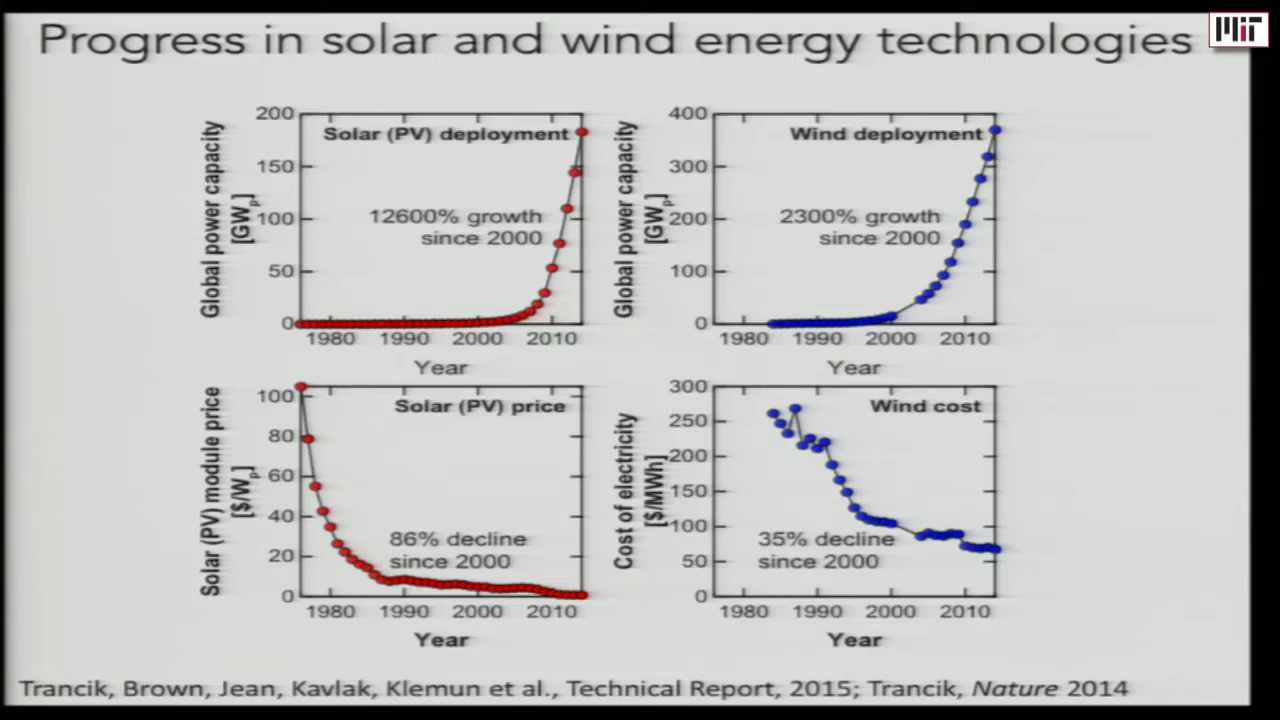 Progress in solar and wind energy technologies
MIT
Global power capacity
[GWp]
200
150
100
50
0
Solar (PV) deployment
12600% growth
since 2000
1980 1990 2000 2010
Year
Global power capacity
[GWp]
400
300
200
100
0
Wind deployment
2300% growth
since 2000
1980 1990 2000 2010
Year
Solar (PV) module price
[$/Wp]
100
80
60
40
20
0
Solar (PV) price
86% decline
since 2000
1980 1990 2000 2010
Year
Cost of electricity
[$/MWh]
300
250
200
150
100
50
0
Wind cost
35% decline
since 2000
1980 1990 2000 2010
Year
Trancik, Brown, Jean, Kavlak, Klemun et al., Technical Report, 2015; Trancik, Nature 2014